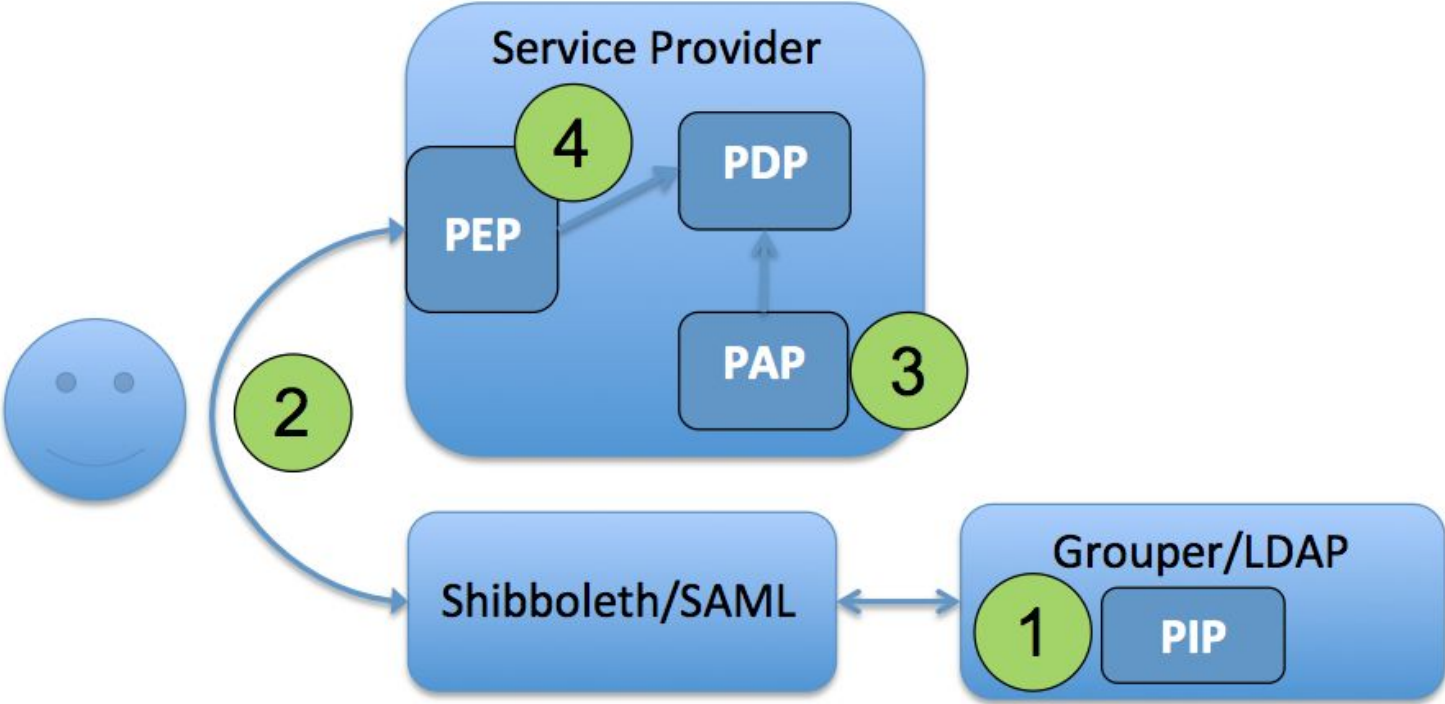 Service Provider
4
PDP
PEP
PAP
3
2
Shibboleth/SAML
Grouper/LDAP
1
PIP